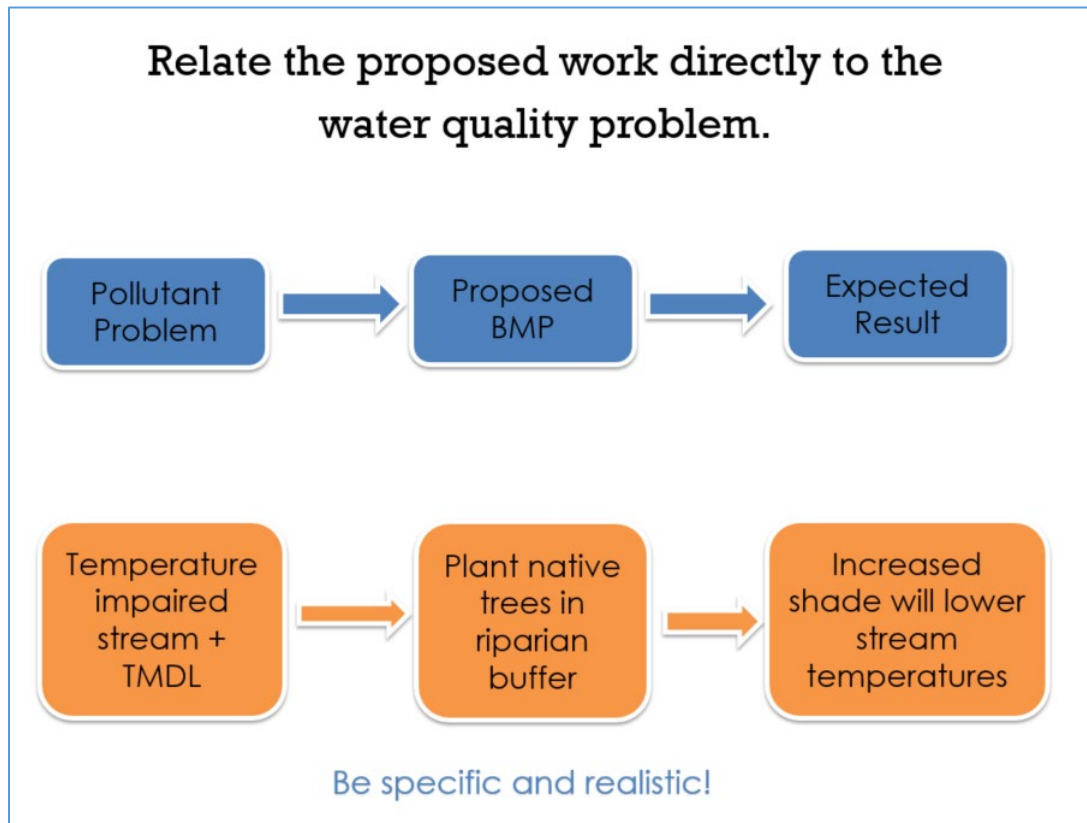 Relate the proposed work directly to the
water quality problem.
Pollutant
Problem
Proposed
BMP
Expected
Result
Temperature
impaired
stream +
TMDL
Plant native
trees in
riparian
buffer
Increased
shade will lower
stream
temperatures
Be specific and realistic!